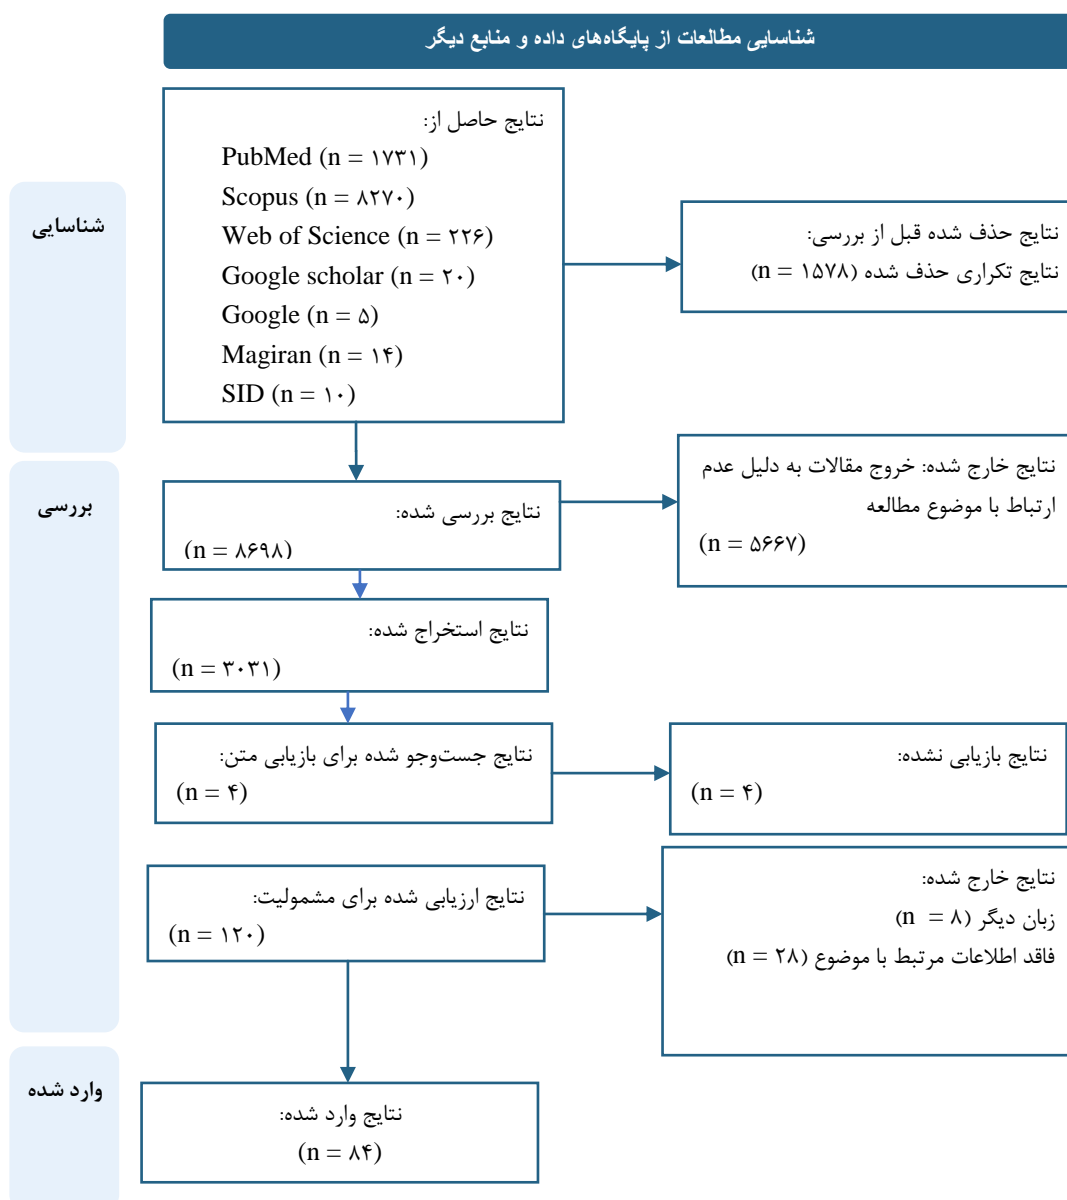 شناسایی مطالعات از پایگاه‌های داده و منابع دیگر
شناسایی
نتایج حاصل از:
PubMed (n = ۱۷۳۱)
Scopus (n = ۸۲۷۰)
Web of Science (n = ۲۲۶)
Google scholar (n = ۲۰)
Google (n = ۵)
Magiran (n = ۱۴)
SID (n = ۱۰)
نتایج حذف شده قبل از بررسی:
نتایج تکراری حذف شده (n = ۱۵۷۸)
بررسی
نتایج بررسی شده:
(n = ۸۶۹۸)
نتایج خارج شده: خروج مقالات به دلیل عدم
ارتباط با موضوع مطالعه
(n = ۵۶۶۷)
نتایج استخراج شده:
(n = ۳۰۳۱)
نتایج جست‌وجو شده برای بازیابی متن:
(n = ۴)
نتایج بازیابی نشده:
(n = ۴)
نتایج ارزیابی شده برای مشمولیت:
(n = ۱۲۰)
نتایج خارج شده:
زبان دیگر (n = ۸)
فاقد اطلاعات مرتبط با موضوع (n = ۲۸)
وارد شده
نتایج وارد شده:
(n = ۸۴)